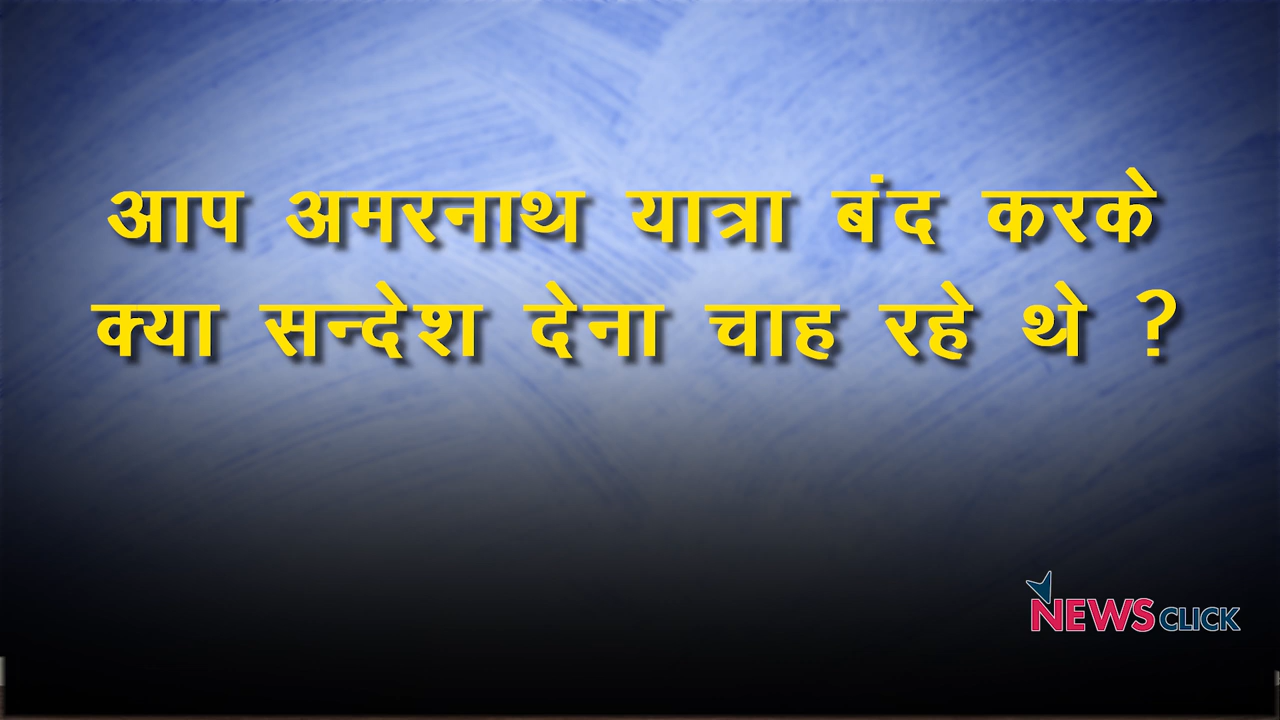 आप अमरनाथ यात्रा बंद करके
क्या सन्देश देना चाह रहे थे ?
NEWSCLICK